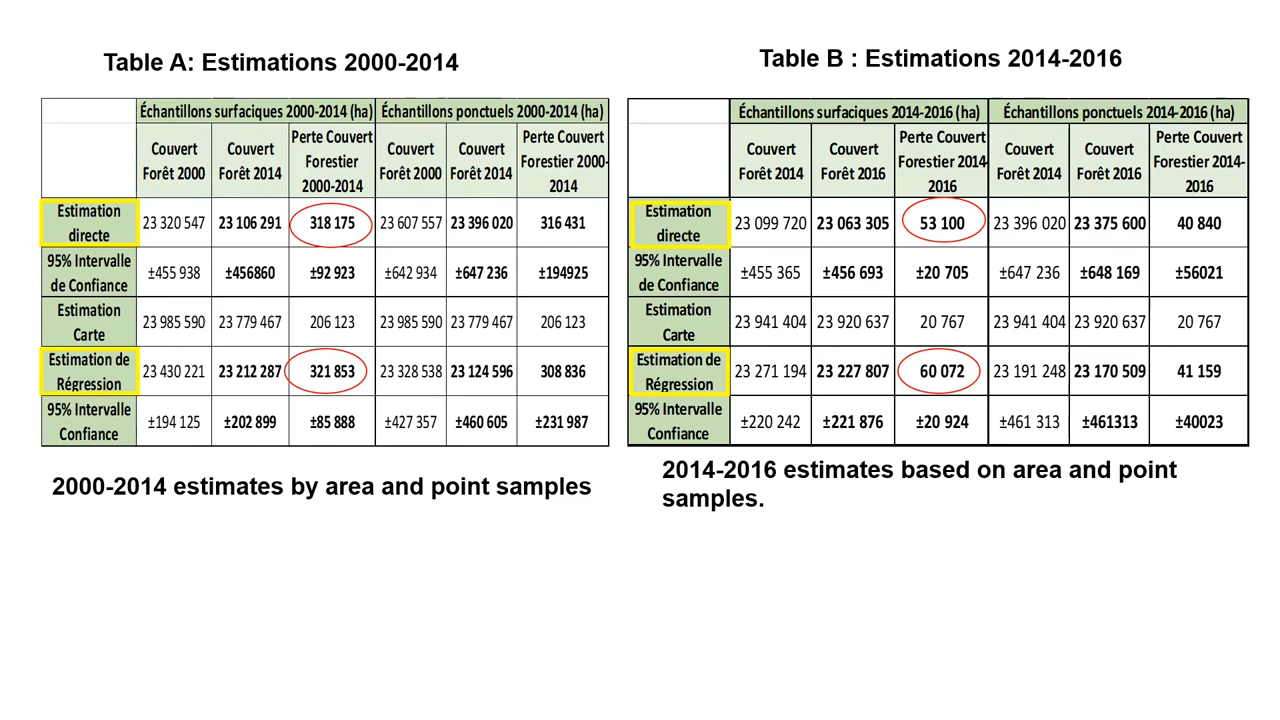 Table A: Estimations 2000-2014
Échantillons surfaciques 2000-2014 (ha) Échantillons ponctuels 2000-2014 (ha)
Couvert Forêt 2000 Couvert Forêt 2014 Perte Couvert Forestier 2000-2014 Couvert Forêt 2000 Couvert Forêt 2014 Perte Couvert Forestier 2000-2014
Estimation directe 23 320 547 23 106 291 318 175 23 607 557 23 396 020 316 431
95% Intervalle de Confiance ±455 938 ±456860 ±92 923 ±642 934 ±647 236 ±194925
Estimation Carte 23 985 590 23 779 467 206 123 23 985 590 23 779 467 206 123
Estimation de Régression 23 430 221 23 212 287 321 853 23 328 538 23 124 596 308 836
95% Intervalle Confiance ±194 125 ±202 899 ±85 888 ±427 357 ±460 605 ±231 987
2000-2014 estimates by area and point samples
Table B : Estimations 2014-2016
Échantillons surfaciques 2014-2016 (ha) Échantillons ponctuels 2014-2016 (ha)
Couvert Forêt 2014 Couvert Forêt 2016 Perte Couvert Forestier 2014-2016 Couvert Forêt 2014 Couvert Forêt 2016 Perte Couvert Forestier 2014-2016
Estimation directe 23 099 720 23 063 305 53 100 23 396 020 23 375 600 40 840
95% Intervalle de Confiance ±455 365 ±456 693 ±20 705 ±647 236 ±648 169 ±56021
Estimation Carte 23 941 404 23 920 637 20 767 23 941 404 23 920 637 20 767
Estimation de Régression 23 271 194 23 227 807 60 072 23 191 248 23 170 509 41 159
95% Intervalle Confiance ±220 242 ±221 876 ±20 924 ±461 313 ±461313 ±40023
2014-2016 estimates based on area and point
samples.